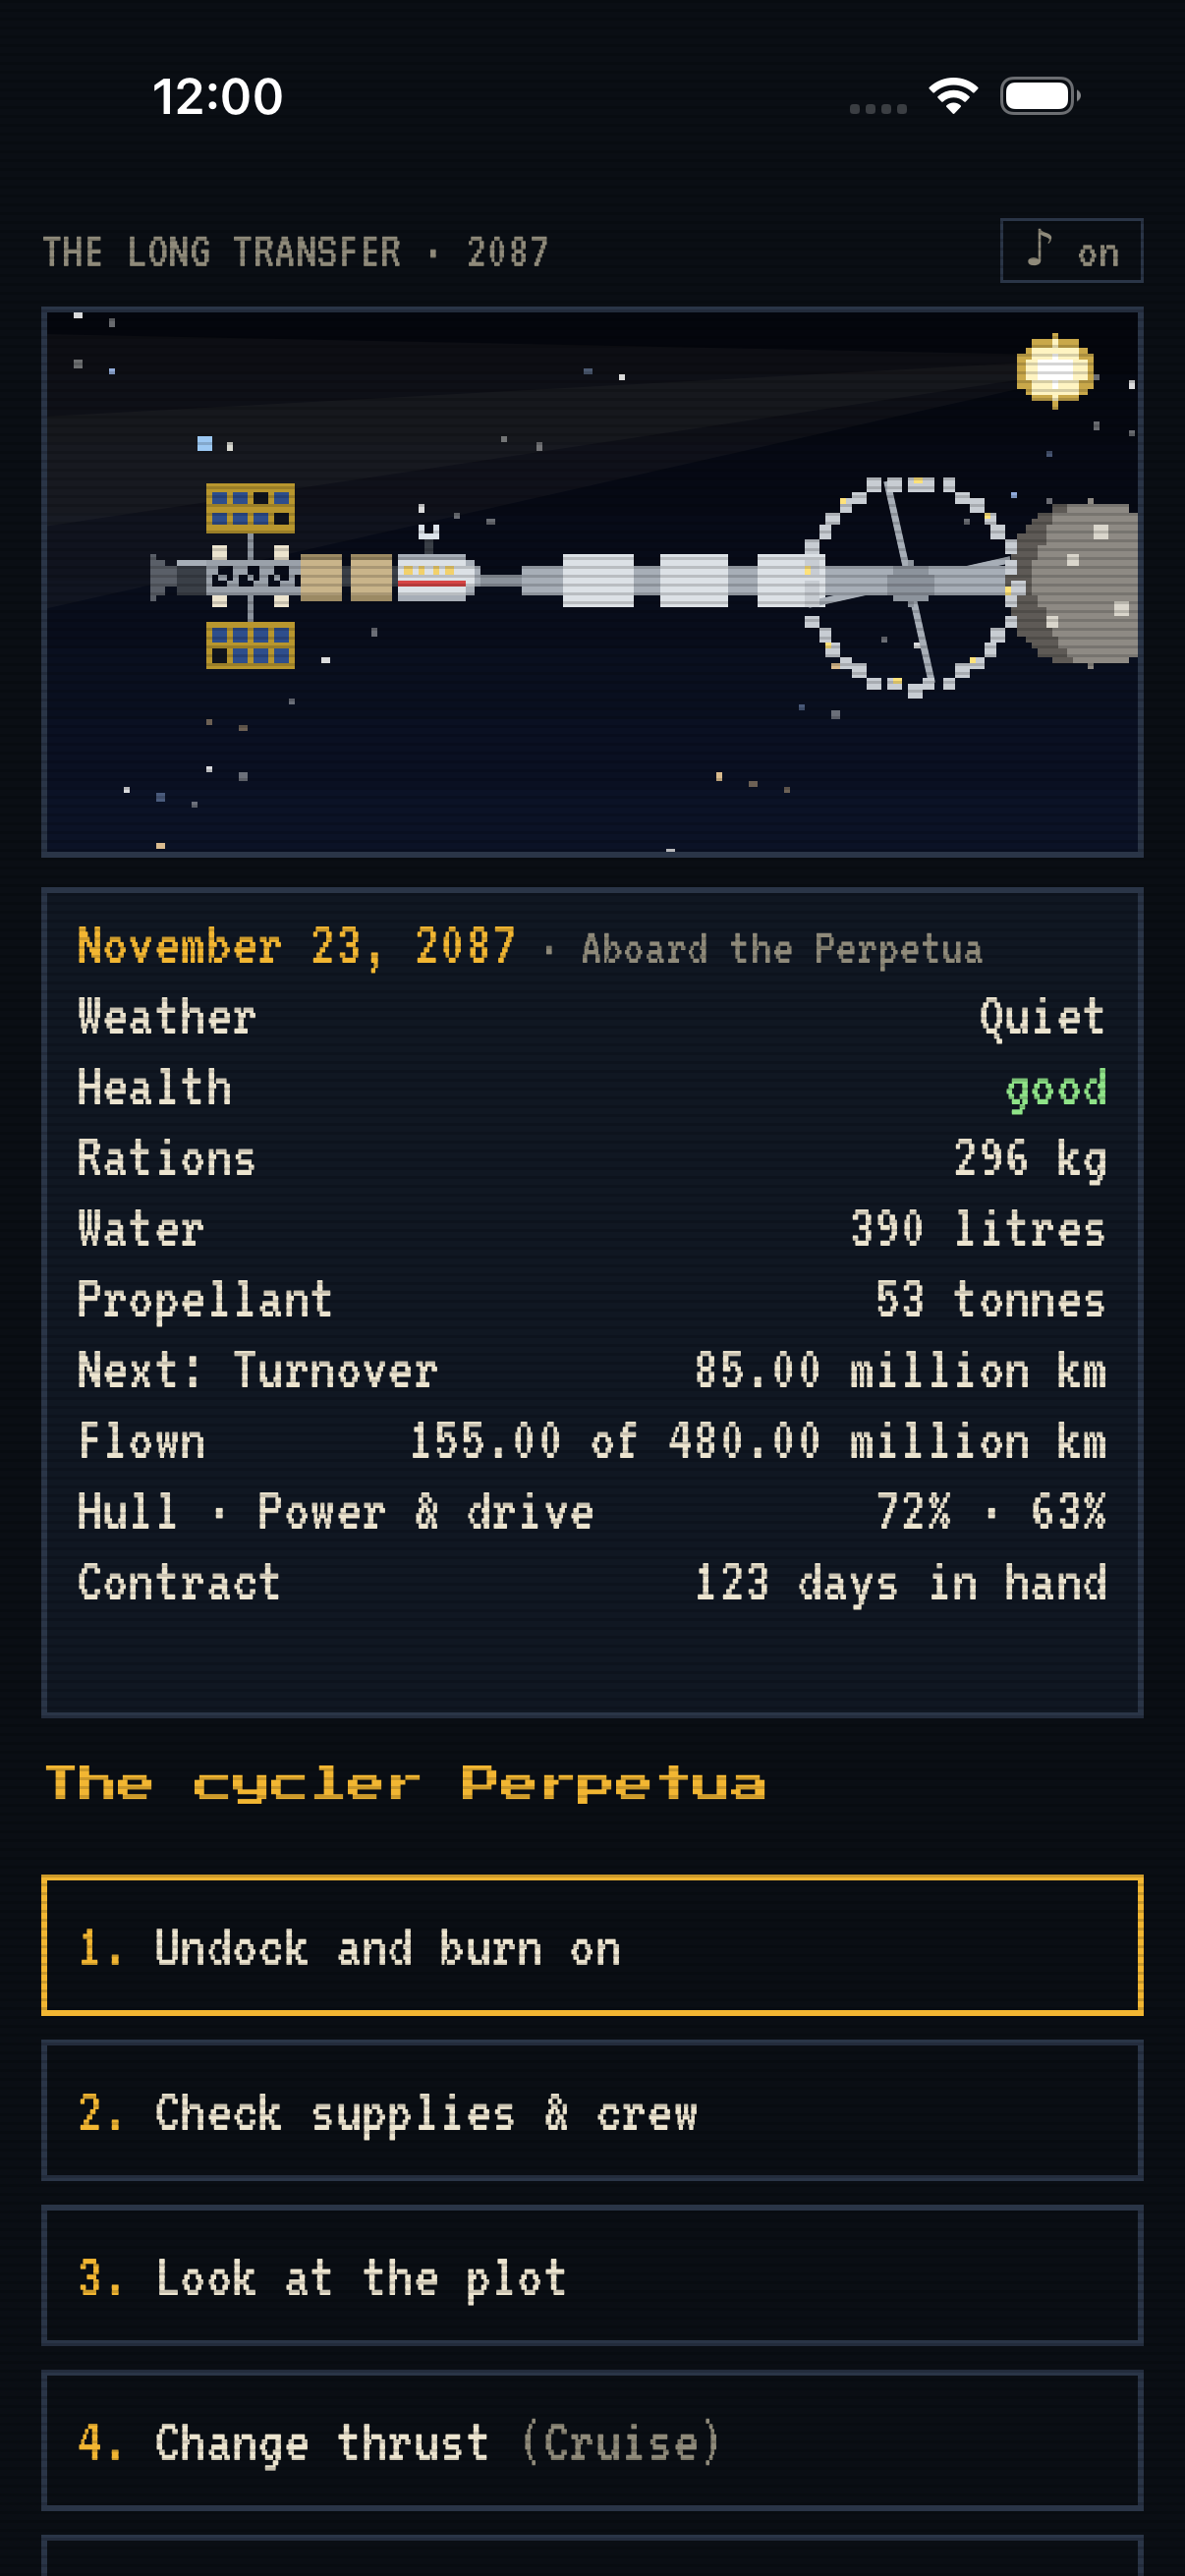 12:00
THE LONG TRANSFER · 2087 ♪ on
November 23, 2087 · Aboard the Perpetua
Weather Quiet
Health good
Rations 296 kg
Water 390 litres
Propellant 53 tonnes
Next: Turnover 85.00 million km
Flown 155.00 of 480.00 million km
Hull · Power & drive 72% · 63%
Contract 123 days in hand
The cycler Perpetua
1. Undock and burn on
2. Check supplies & crew
3. Look at the plot
4. Change thrust (Cruise)